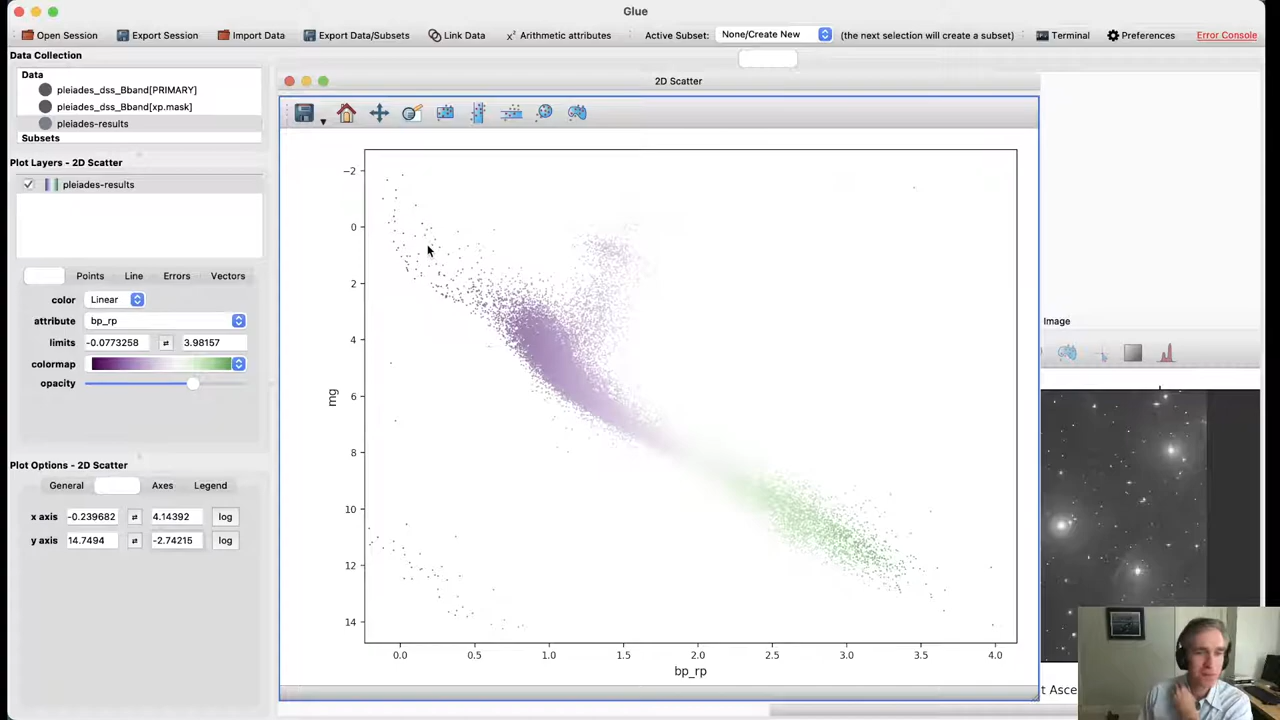 Glue
Open Session Export Session Import Data Export Data/Subsets Link Data x² Arithmetic attributes Active Subset: None/Create New (the next selection will create a subset) Terminal Preferences Error Console
Data Collection
Data
pleiades_dss_Bband[PRIMARY]
pleiades_dss_Bband[xp.mask]
pleiades-results
Subsets
Plot Layers - 2D Scatter
pleiades-results
Points Line Errors Vectors
color Linear
attribute bp_rp
limits -0.0773258 3.98157
colormap
opacity
Plot Options - 2D Scatter
General Axes Legend
x axis -0.239682 4.14392 log
y axis 14.7494 -2.74215 log
2D Scatter
−2
0
2
4
6
8
10
12
14
mg
0.0 0.5 1.0 1.5 2.0 2.5 3.0 3.5 4.0
bp_rp
Image
t Asce